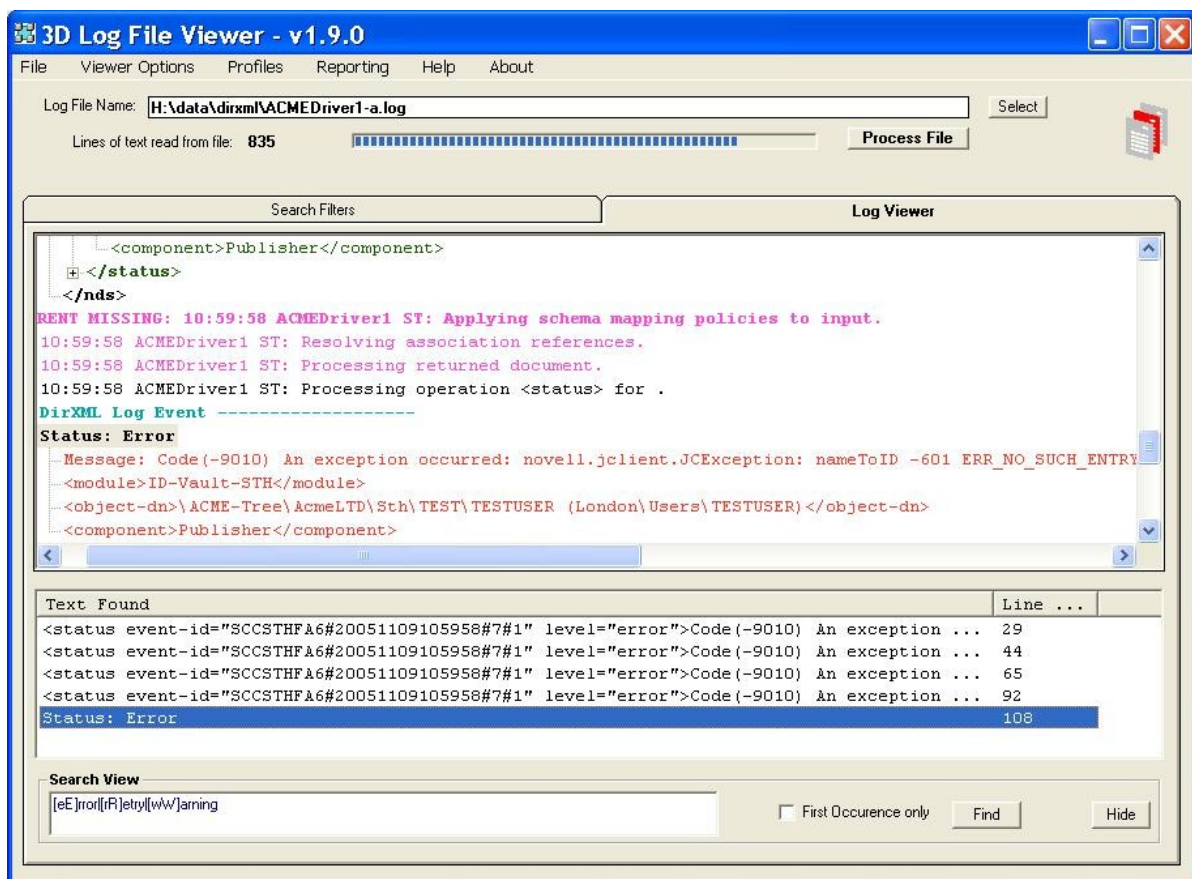 3D Log File Viewer - v1.9.0
File Viewer Options Profiles Reporting Help About
Log File Name: H:\data\dirxml\ACMEDriver1-a.log Select
Lines of text read from file: 835 Process File
Search Filters Log Viewer
<component>Publisher</component>
</status>
</nds>
RENT MISSING: 10:59:58 ACMEDriver1 ST: Applying schema mapping policies to input.
10:59:58 ACMEDriver1 ST: Resolving association references.
10:59:58 ACMEDriver1 ST: Processing returned document.
10:59:58 ACMEDriver1 ST: Processing operation <status> for .
DirXML Log Event -------------------
Status: Error
Message: Code(-9010) An exception occurred: novell.jclient.JCException: nameToID -601 ERR_NO_SUCH_ENTRY
<module>ID-Vault-STH</module>
<object-dn>\ACME-Tree\AcmeLTD\Sth\TEST\TESTUSER (London\Users\TESTUSER)</object-dn>
<component>Publisher</component>
Text Found Line ...
<status event-id="SCCSTHFA6#20051109105958#7#1" level="error">Code(-9010) An exception ... 29
<status event-id="SCCSTHFA6#20051109105958#7#1" level="error">Code(-9010) An exception ... 44
<status event-id="SCCSTHFA6#20051109105958#7#1" level="error">Code(-9010) An exception ... 65
<status event-id="SCCSTHFA6#20051109105958#7#1" level="error">Code(-9010) An exception ... 92
Status: Error 108
Search View
[eE]rror|[rR]etry|[wW]arning
First Occurence only Find Hide